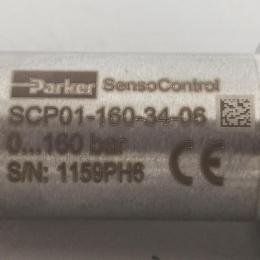 Parker SensoControl
SCP01-160-34-06
0...160 bar
S/N: 1159PH6
CE